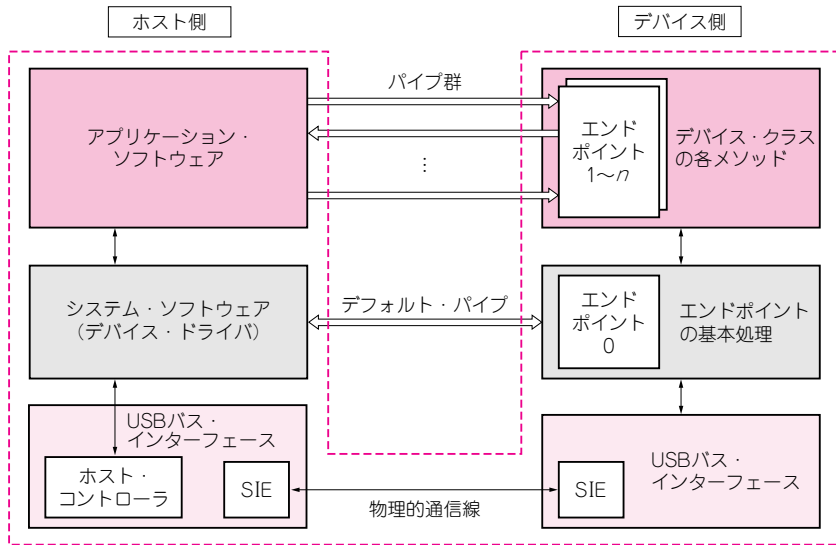 ホスト側
デバイス側
パイプ群
アプリケーション・
ソフトウェア
エンド
ポイント
1〜n
デバイス・クラス
の各メソッド
…
システム・ソフトウェア
（デバイス・ドライバ）
デフォルト・パイプ
エンド
ポイント
0
エンドポイント
の基本処理
USBバス・
インターフェース
ホスト・
コントローラ
SIE
物理的通信線
SIE
USBバス・
インターフェース